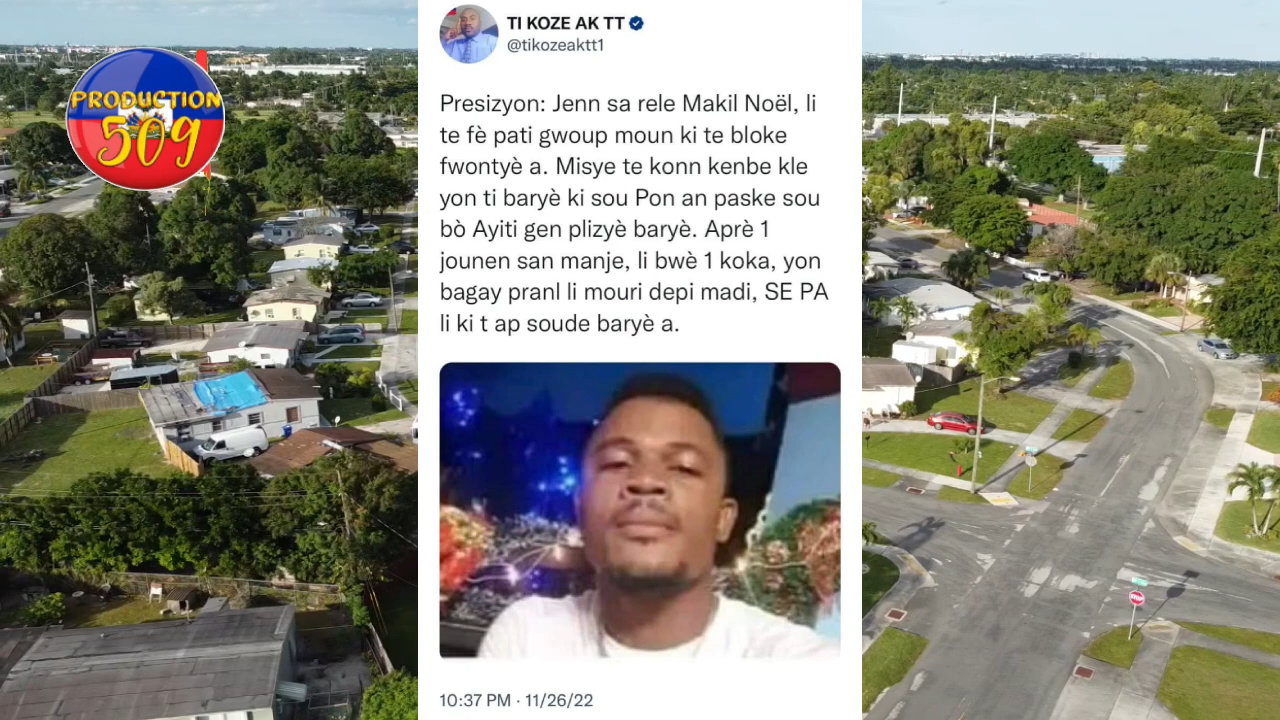 PRODUCTION
509
TI KOZE AK TT
@tikozeaktt1
Presizyon: Jenn sa rele Makil Noël, li
te fè pati gwoup moun ki te bloke
fwontyè a. Misye te konn kenbe kle
yon ti baryè ki sou Pon an paske sou
bò Ayiti gen plizyè baryè. Aprè 1
jounen san manje, li bwè 1 koka, yon
bagay pranl li mouri depi madi, SE PA
li ki t ap soude baryè a.
10:37 PM · 11/26/22